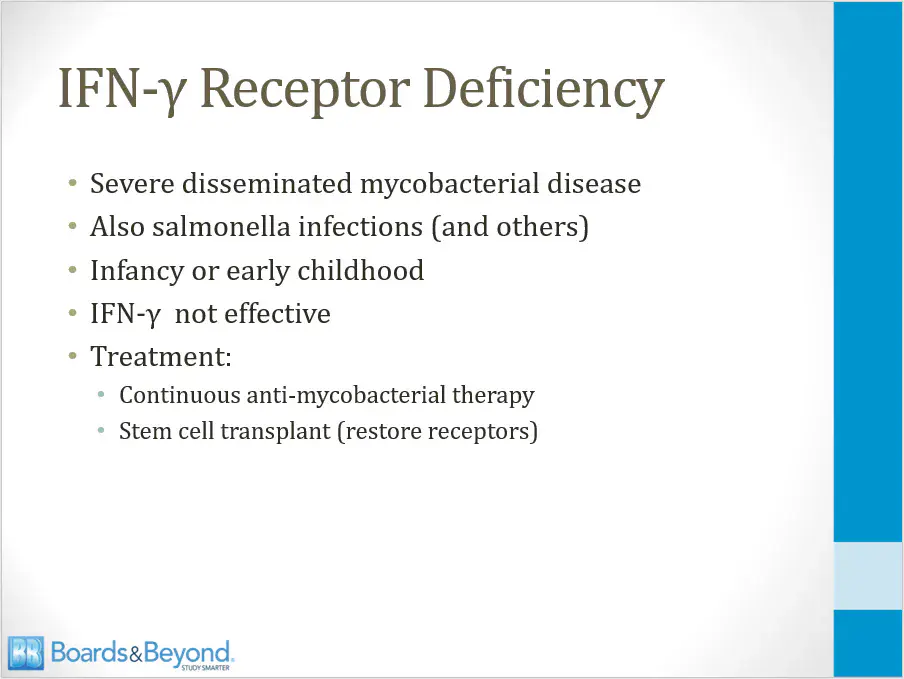 IFN-γ Receptor Deficiency
• Severe disseminated mycobacterial disease
• Also salmonella infections (and others)
• Infancy or early childhood
• IFN-γ  not effective
• Treatment:
• Continuous anti-mycobacterial therapy
• Stem cell transplant (restore receptors)
BB Boards&Beyond®
STUDY SMARTER